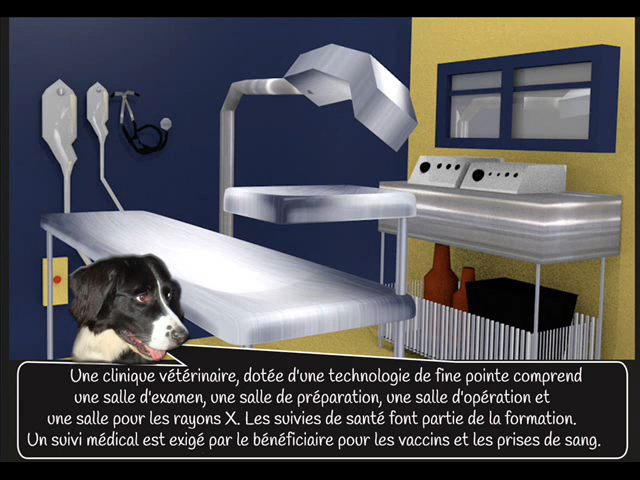 Une clinique vétérinaire, dotée d'une technologie de fine pointe comprend
une salle d'examen, une salle de préparation, une salle d'opération et
une salle pour les rayons X. Les suivies de santé font partie de la formation.
Un suivi médical est exigé par le bénéficiaire pour les vaccins et les prises de sang.